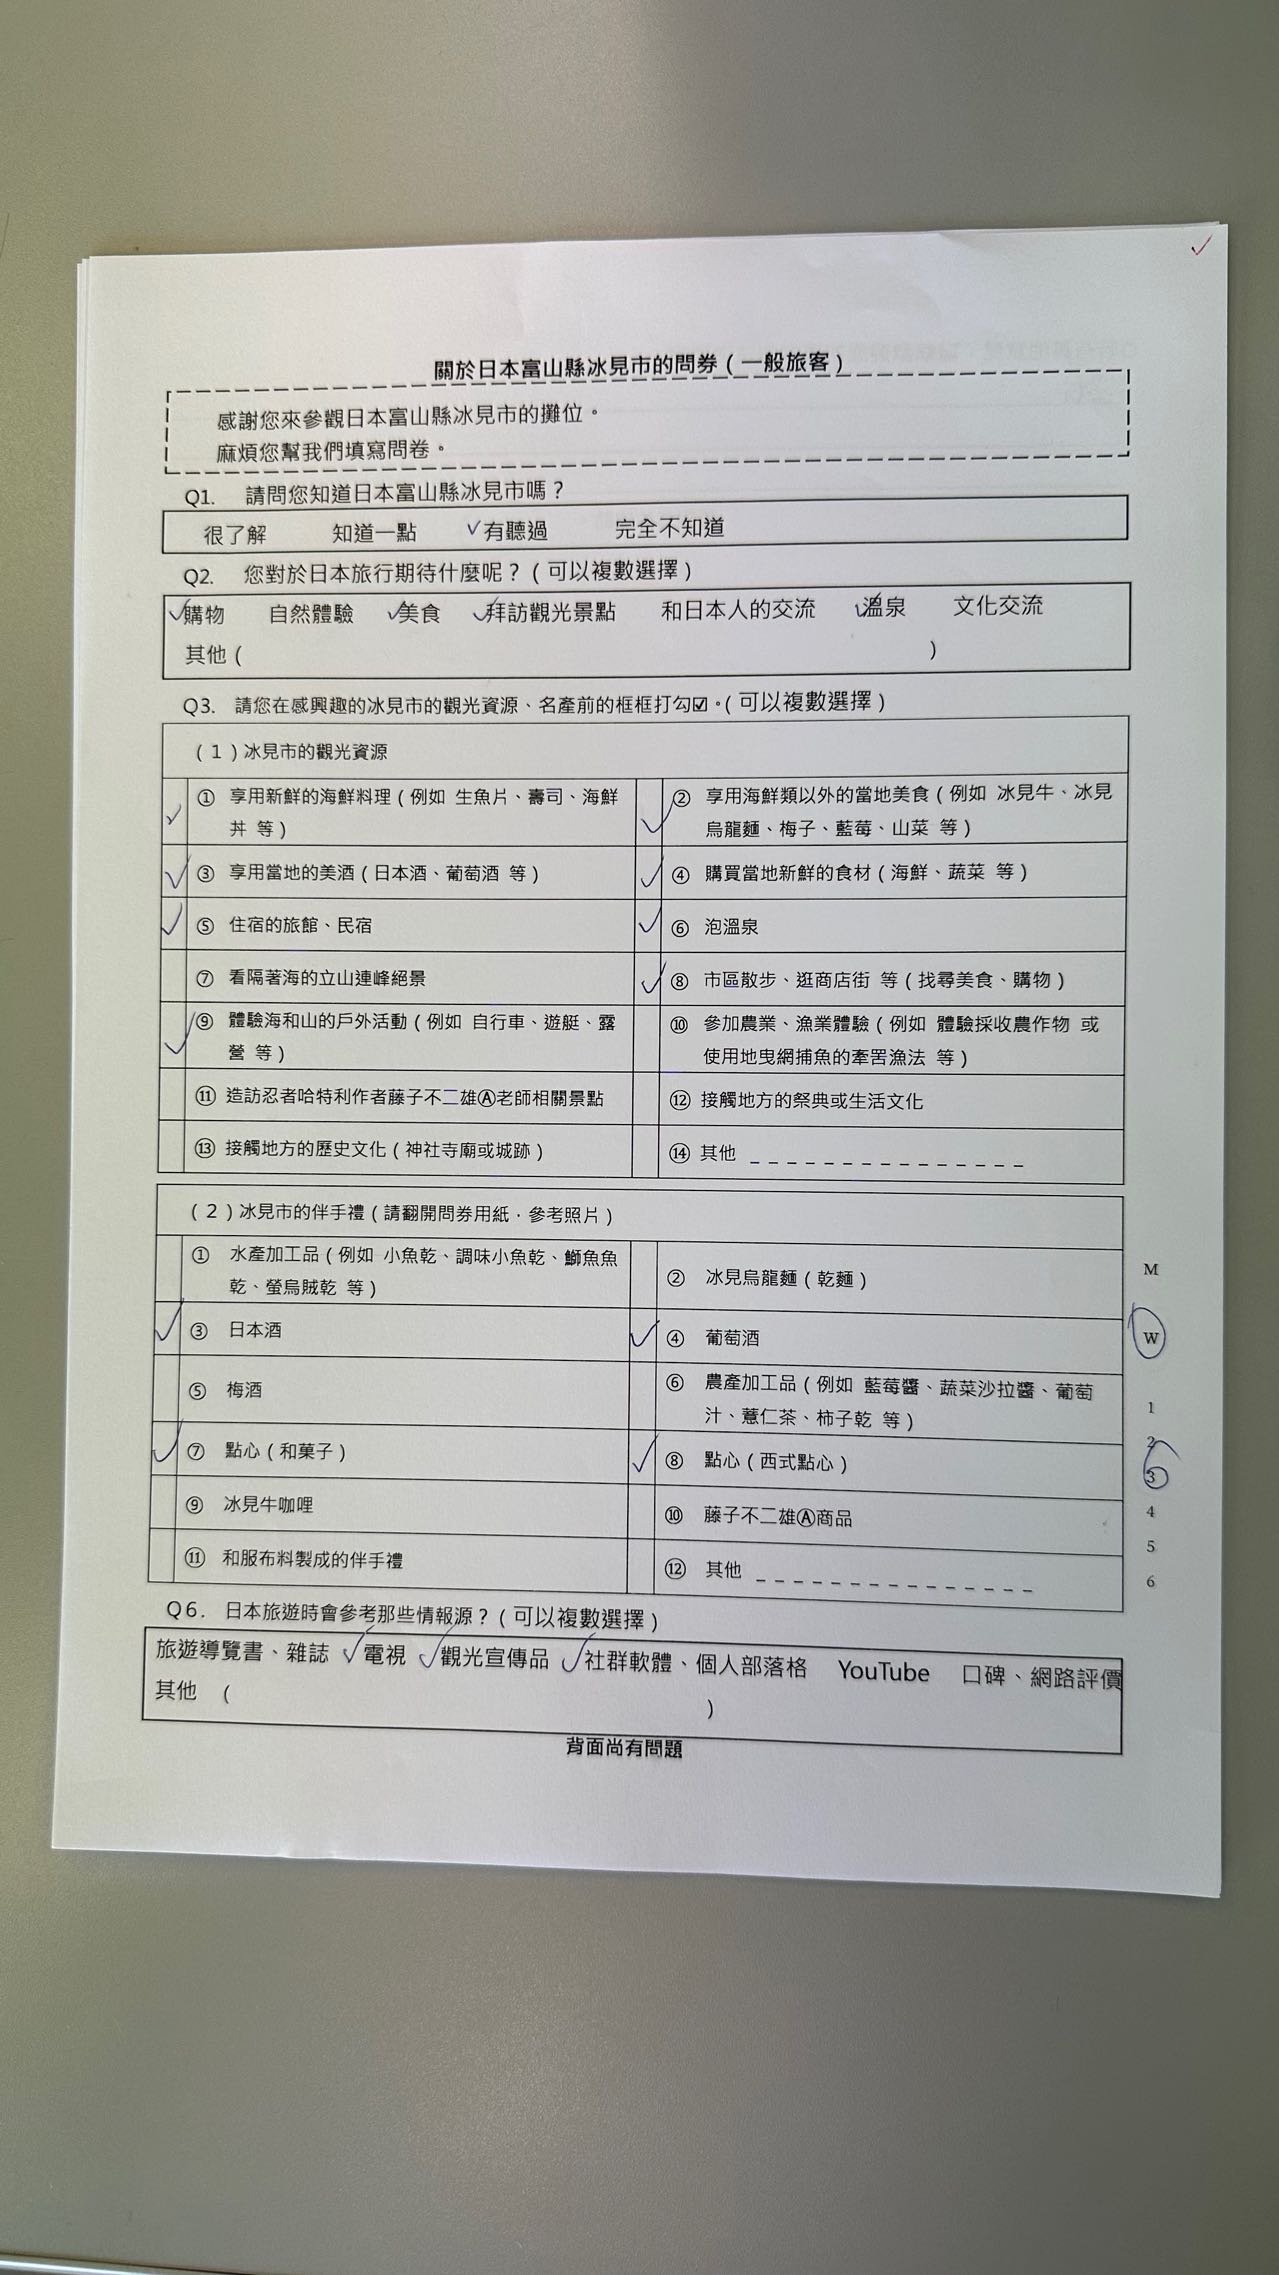 關於日本富山縣冰見市的問券(一般旅客)
感謝您來參觀日本富山縣冰見市的攤位。
麻煩您幫我們填寫問卷。
Q1. 請問您知道日本富山縣冰見市嗎?
很了解 知道一點 ✓有聽過 完全不知道
Q2. 您對於日本旅行期待什麼呢?(可以複數選擇)
✓購物 自然體驗 ✓美食 ✓拜訪觀光景點 和日本人的交流 ✓溫泉 文化交流
其他( )
Q3. 請您在感興趣的冰見市的觀光資源、名產前的框框打勾☑。(可以複數選擇)
(1)冰見市的觀光資源
✓ ① 享用新鮮的海鮮料理(例如 生魚片、壽司、海鮮
丼 等)
✓ ② 享用海鮮類以外的當地美食(例如 冰見牛、冰見
烏龍麵、梅子、藍莓、山菜 等)
✓ ③ 享用當地的美酒(日本酒、葡萄酒 等)
✓ ④ 購買當地新鮮的食材(海鮮、蔬菜 等)
✓ ⑤ 住宿的旅館、民宿
✓ ⑥ 泡溫泉
⑦ 看隔著海的立山連峰絕景
✓ ⑧ 市區散步、逛商店街 等(找尋美食、購物)
✓ ⑨ 體驗海和山的戶外活動(例如 自行車、遊艇、露
營 等)
⑩ 參加農業、漁業體驗(例如 體驗採收農作物 或
使用地曳網捕魚的牽罟漁法 等)
⑪ 造訪忍者哈特利作者藤子不二雄Ⓐ老師相關景點
⑫ 接觸地方的祭典或生活文化
⑬ 接觸地方的歷史文化(神社寺廟或城跡)
⑭ 其他
(2)冰見市的伴手禮(請翻開問券用紙,參考照片)
① 水產加工品(例如 小魚乾、調味小魚乾、鰤魚魚
乾、螢烏賊乾 等)
② 冰見烏龍麵(乾麵)
✓ ③ 日本酒
✓ ④ 葡萄酒
⑤ 梅酒
⑥ 農產加工品(例如 藍莓醬、蔬菜沙拉醬、葡萄
汁、薏仁茶、柿子乾 等)
✓ ⑦ 點心(和菓子)
✓ ⑧ 點心(西式點心)
⑨ 冰見牛咖哩
⑩ 藤子不二雄Ⓐ商品
⑪ 和服布料製成的伴手禮
⑫ 其他
M
W
1
2
3
4
5
6
Q6. 日本旅遊時會參考那些情報源?(可以複數選擇)
旅遊導覽書、雜誌 ✓電視 ✓觀光宣傳品 ✓社群軟體、個人部落格 YouTube 口碑、網路評價
其他 ( )
背面尚有問題